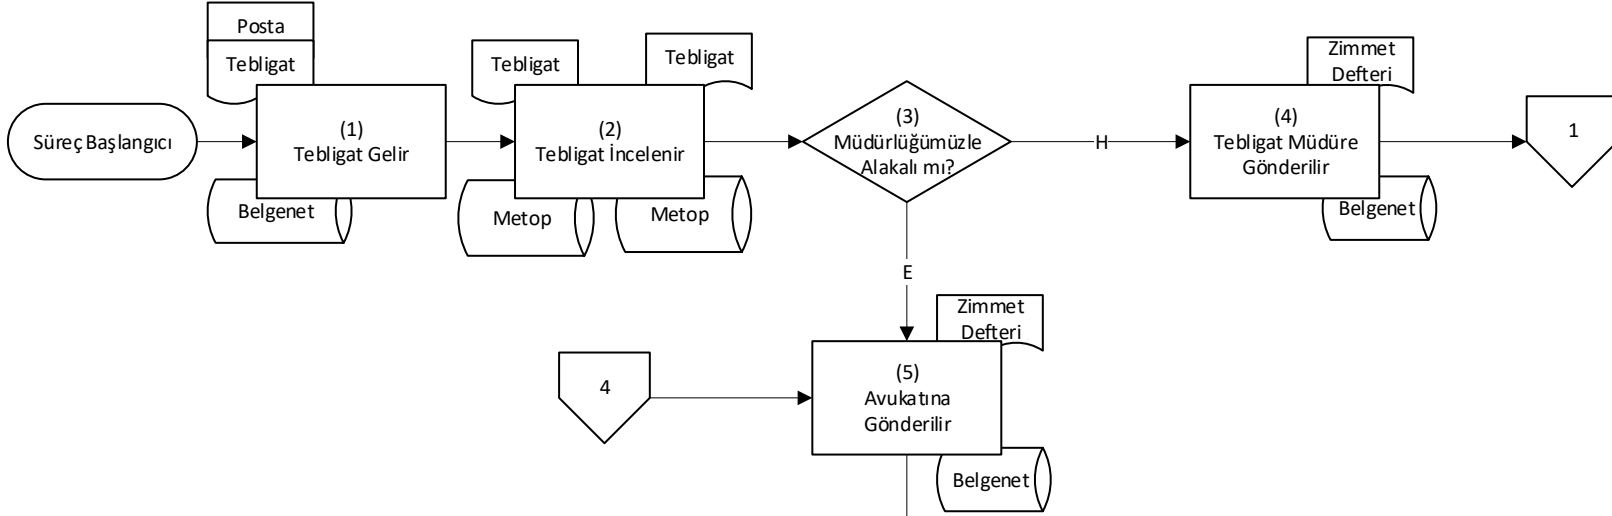 Posta
Tebligat
Süreç Başlangıcı
(1)
Tebligat Gelir
Belgenet
Tebligat
Tebligat
(2)
Tebligat İncelenir
Metop
Metop
(3)
Müdürlüğümüzle
Alakalı mı?
H
E
Zimmet
Defteri
(4)
Tebligat Müdüre
Gönderilir
Belgenet
1
4
Zimmet
Defteri
(5)
Avukatına
Gönderilir
Belgenet